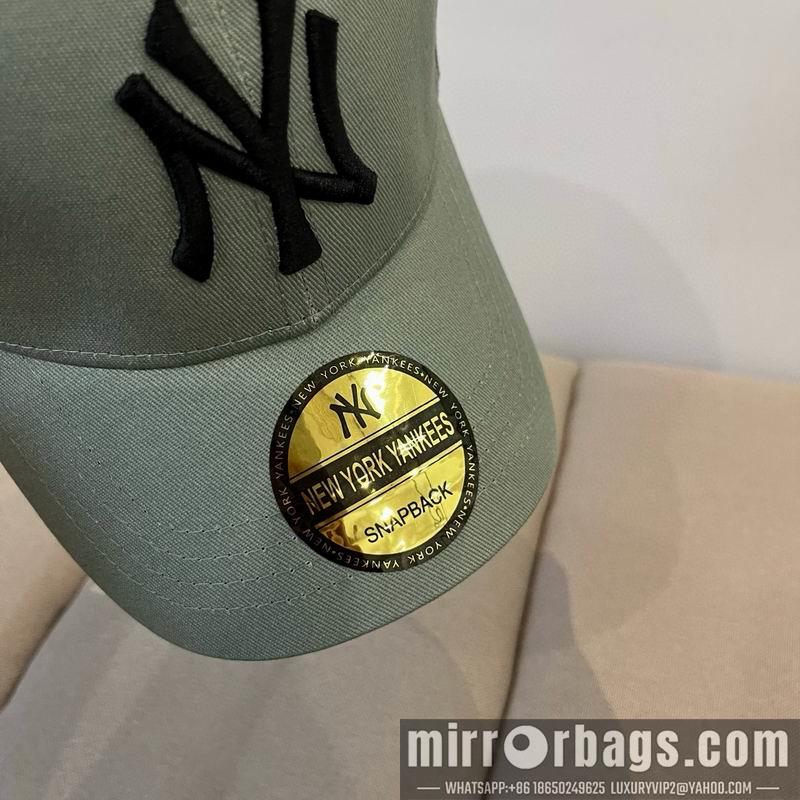 NY
NEW YORK YANKEES•NEW YORK YANKEES•NEW YORK YANKEES•NEW YORK YANKEES•
NY
NEW YORK YANKEES
SNAPBACK
mirrorbags.com
WHATSAPP:+86 18650249625 LUXURYVIP2@YAHOO.COM